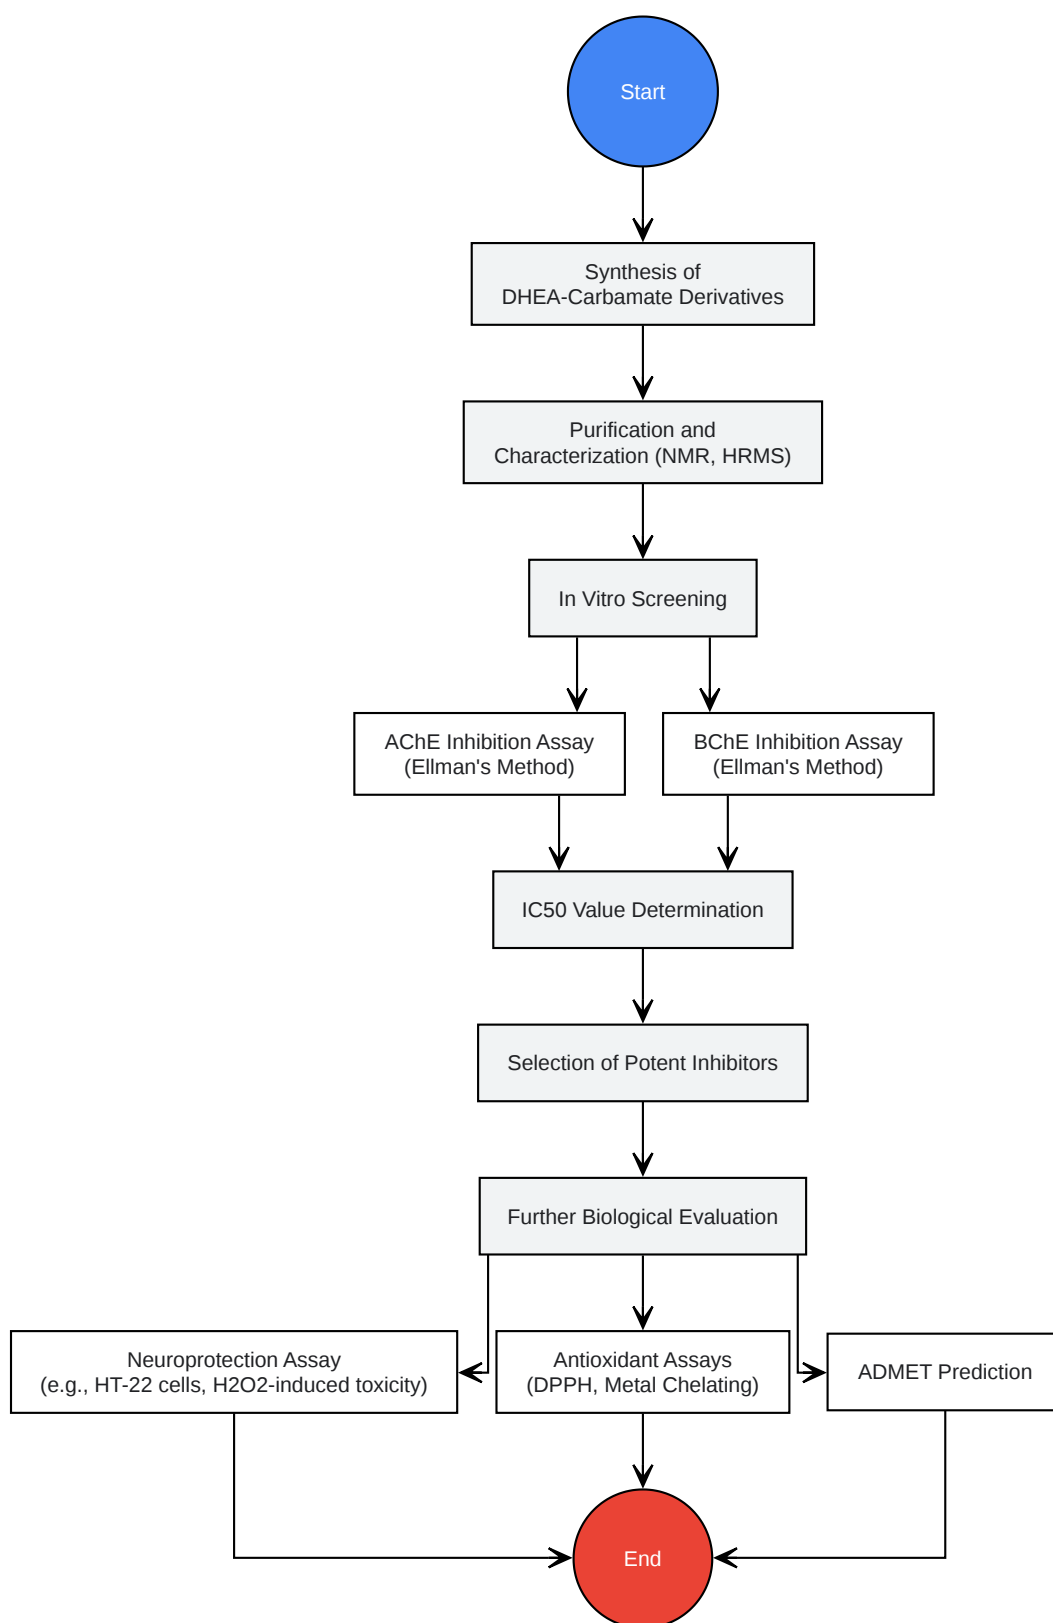 Start
Synthesis of
DHEA-Carbamate Derivatives
Purification and
Characterization (NMR, HRMS)
In Vitro Screening
AChE Inhibition Assay
(Ellman's Method)
BChE Inhibition Assay
(Ellman's Method)
IC50 Value Determination
Selection of Potent Inhibitors
Further Biological Evaluation
Neuroprotection Assay
(e.g., HT-22 cells, H2O2-induced toxicity)
Antioxidant Assays
(DPPH, Metal Chelating)
ADMET Prediction
End